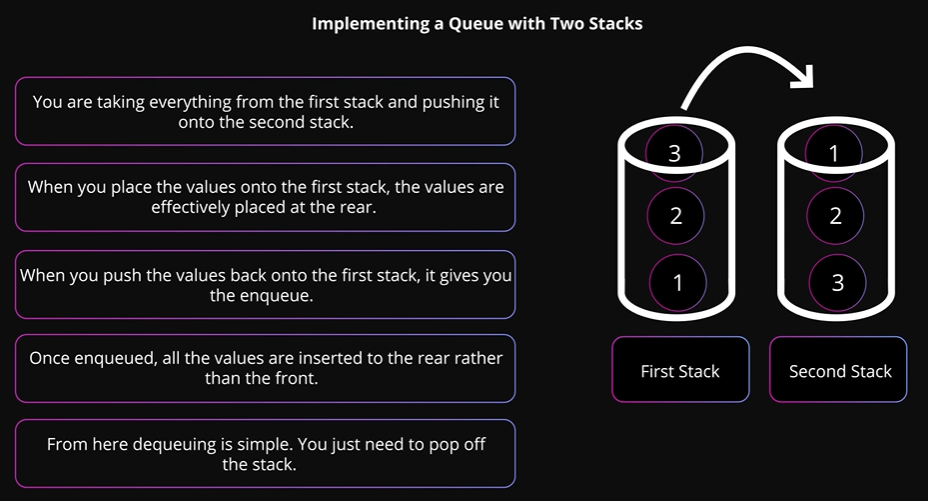 Implementing a Queue with Two Stacks
You are taking everything from the first stack and pushing it
onto the second stack.
When you place the values onto the first stack, the values are
effectively placed at the rear.
When you push the values back onto the first stack, it gives you
the enqueue.
Once enqueued, all the values are inserted to the rear rather
than the front.
From here dequeuing is simple. You just need to pop off
the stack.
3
2
1
First Stack
1
2
3
Second Stack